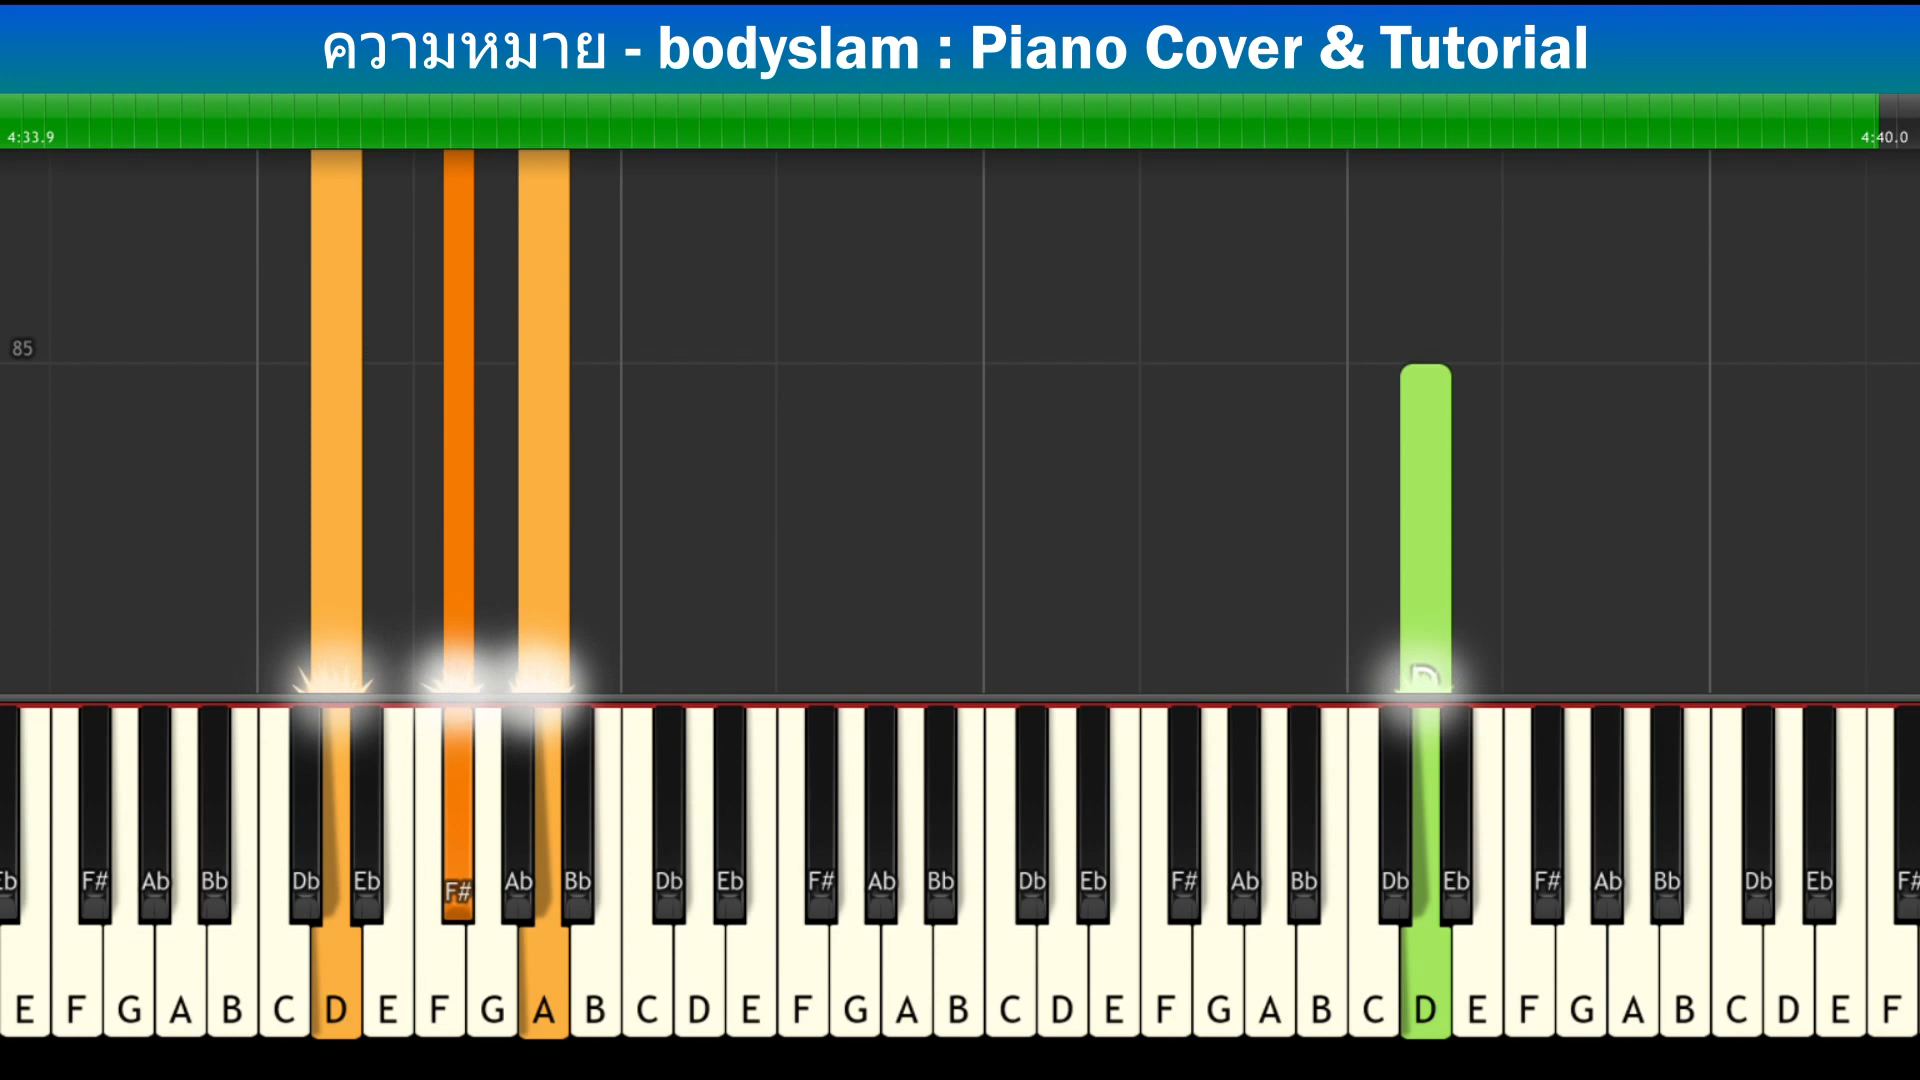 ความหมาย - bodyslam : Piano Cover & Tutorial
4:33.9 4:40.0
85
D
Eb F# Ab Bb Db Eb F# Ab Bb Db Eb F# Ab Bb Db Eb F# Ab Bb Db Eb F# Ab Bb Db Eb F#
E F G A B C D E F G A B C D E F G A B C D E F G A B C D E F G A B C D E F